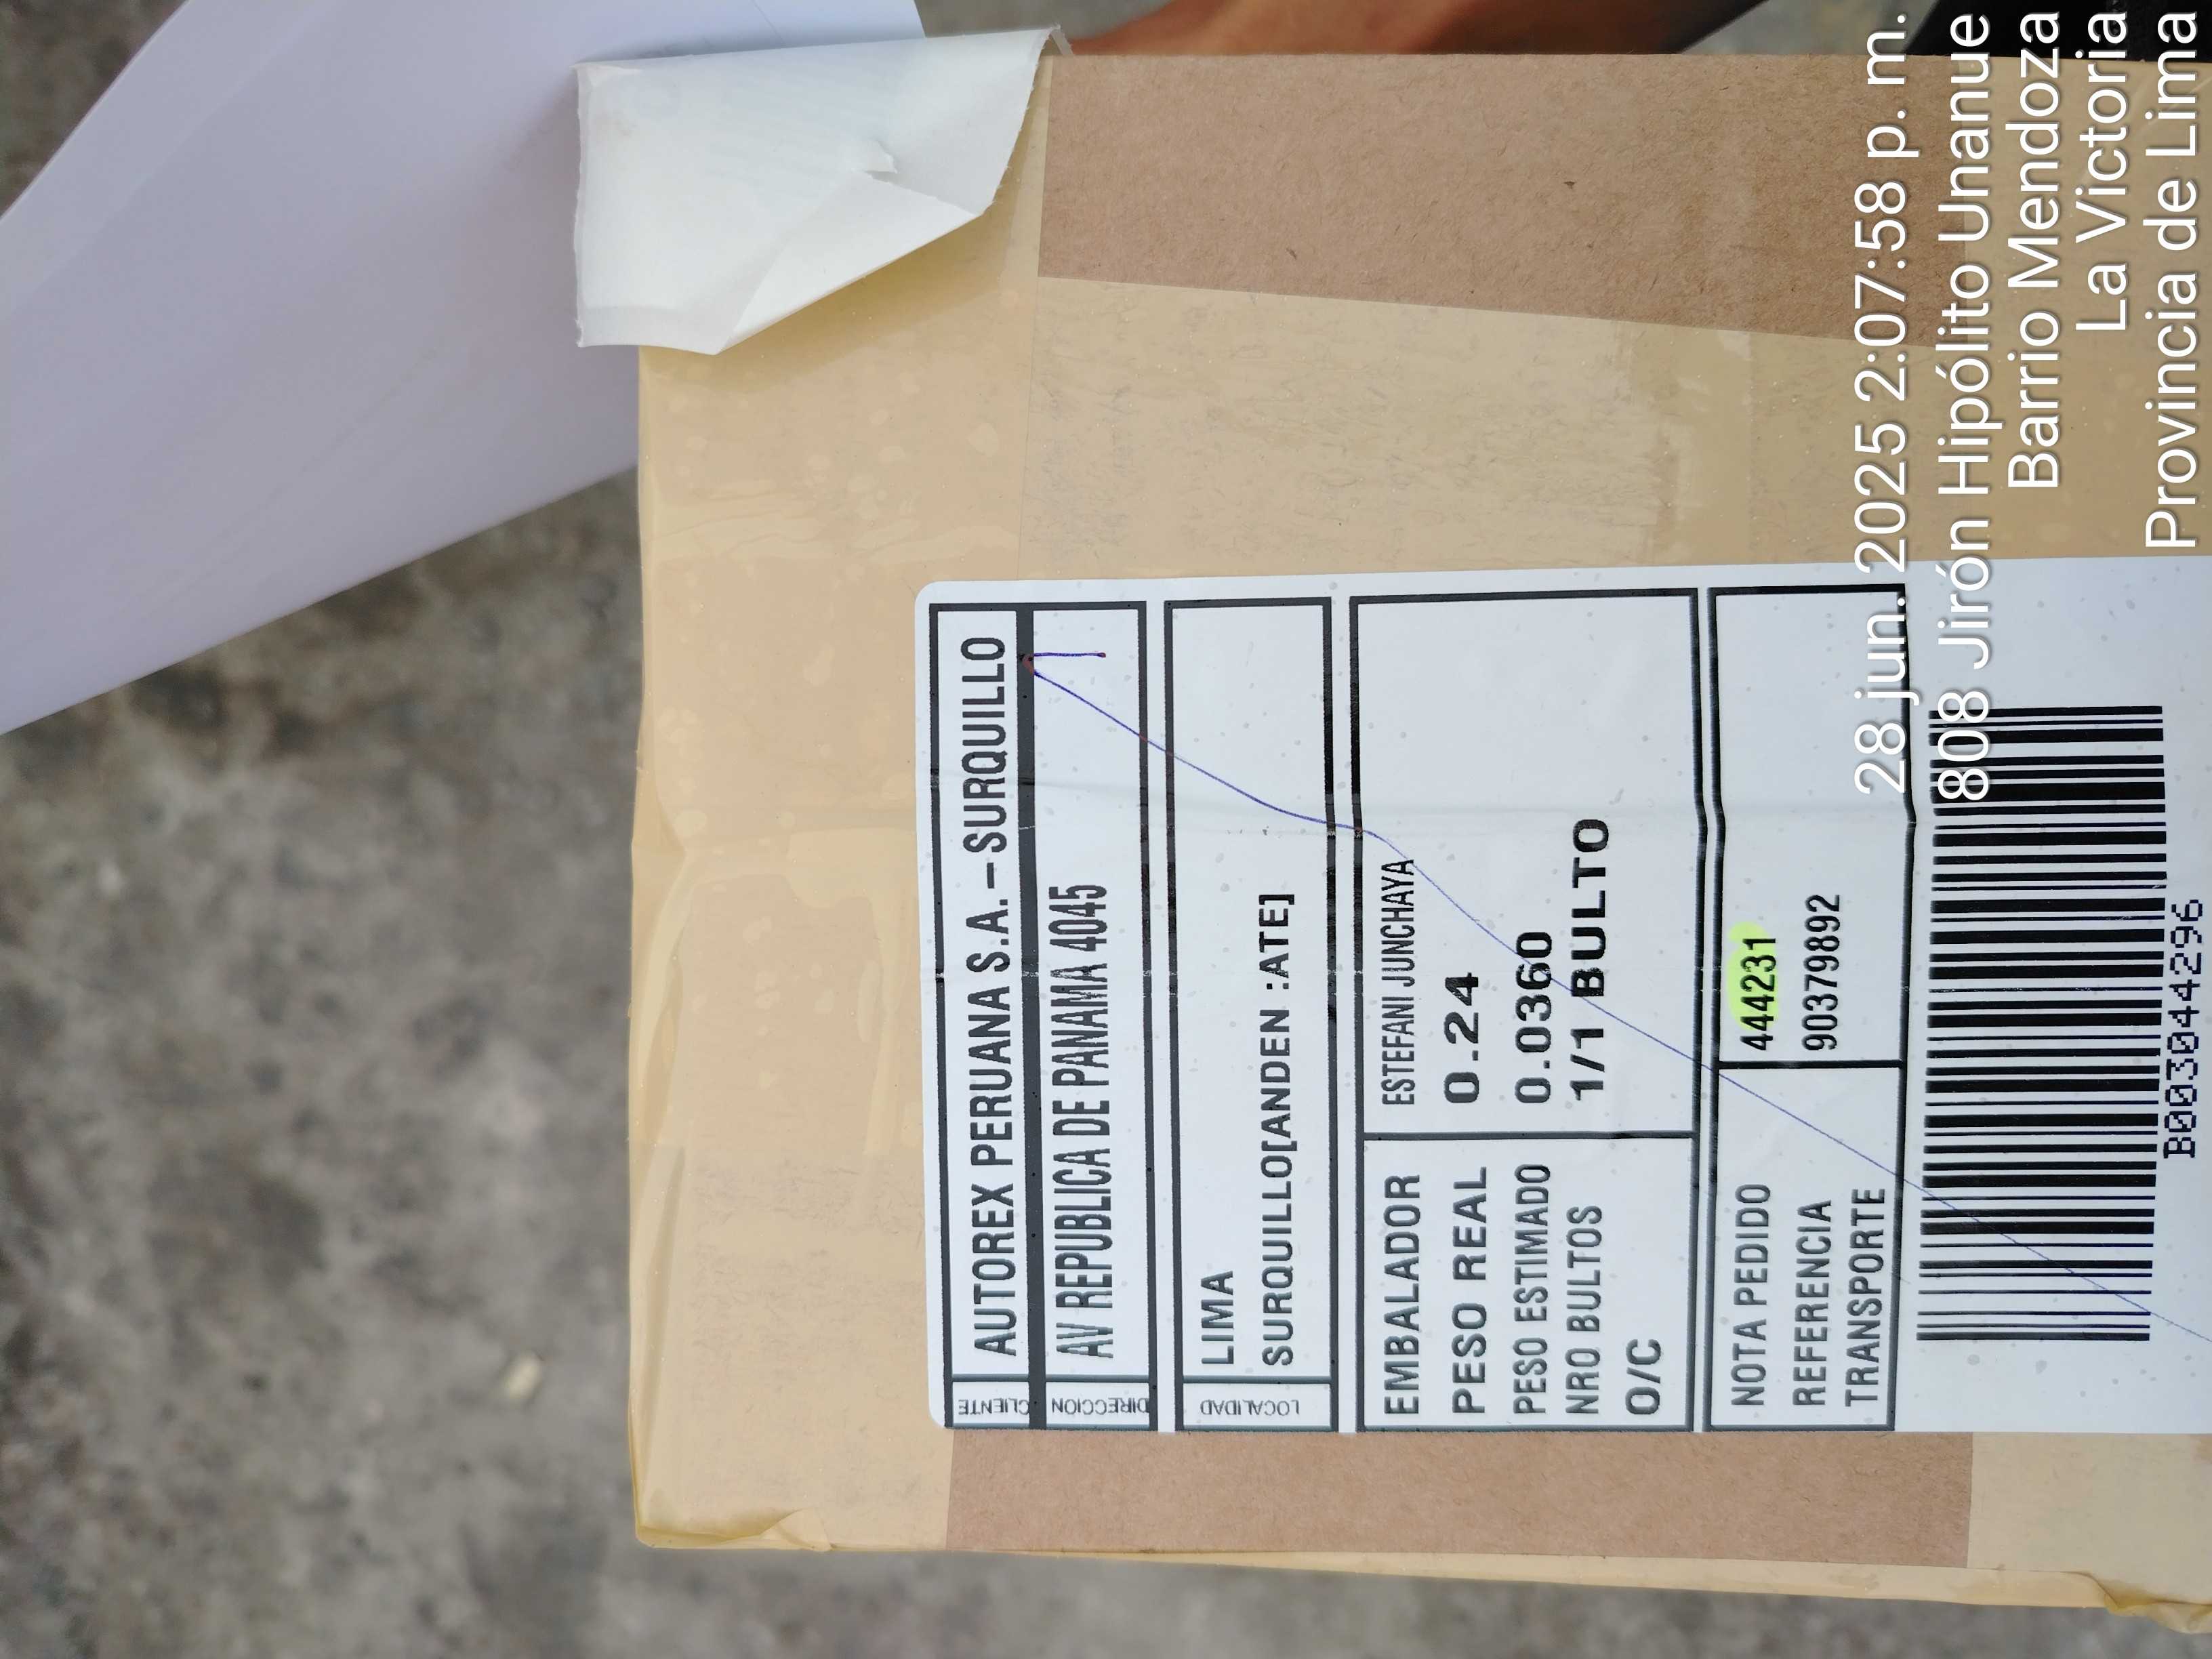 CLIENTE AUTOREX PERUANA S.A. – SURQUILLO
DIRECCION AV REPUBLICA DE PANAMA 4045
LOCALIDAD LIMA
SURQUILLO[ANDEN :ATE]
EMBALADOR ESTEFANI JUNCHAYA
PESO REAL 0.24
PESO ESTIMADO 0.0360
NRO BULTOS 1/1 BULTO
O/C
NOTA PEDIDO 444231
REFERENCIA 90379892
TRANSPORTE
B003044296
28 jun. 2025 2:07:58 p. m.
808 Jirón Hipólito Unanue
Barrio Mendoza
La Victoria
Provincia de Lima